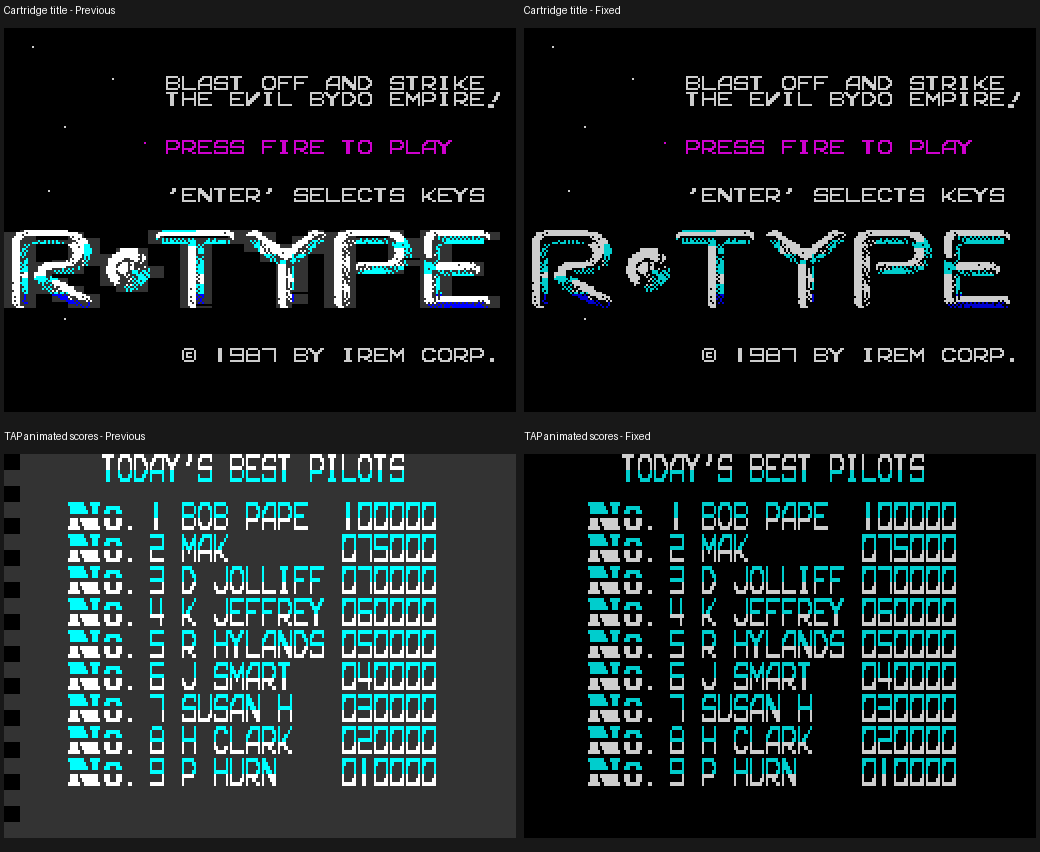 Cartridge title - Previous
BLAST OFF AND STRIKE
THE EVIL BYDO EMPIRE!
PRESS FIRE TO PLAY
'ENTER' SELECTS KEYS
R•TYPE
© 1987 BY IREM CORP.
Cartridge title - Fixed
BLAST OFF AND STRIKE
THE EVIL BYDO EMPIRE!
PRESS FIRE TO PLAY
'ENTER' SELECTS KEYS
R•TYPE
© 1987 BY IREM CORP.
TAP animated scores - Previous
TODAY'S BEST PILOTS
No. 1 BOB PAPE 100000
No. 2 MAK 075000
No. 3 D JOLLIFF 070000
No. 4 K JEFFREY 060000
No. 5 R HYLANDS 050000
No. 6 J SMART 040000
No. 7 SUSAN H 030000
No. 8 H CLARK 020000
No. 9 P HURN 010000
TAP animated scores - Fixed
TODAY'S BEST PILOTS
No. 1 BOB PAPE 100000
No. 2 MAK 075000
No. 3 D JOLLIFF 070000
No. 4 K JEFFREY 060000
No. 5 R HYLANDS 050000
No. 6 J SMART 040000
No. 7 SUSAN H 030000
No. 8 H CLARK 020000
No. 9 P HURN 010000